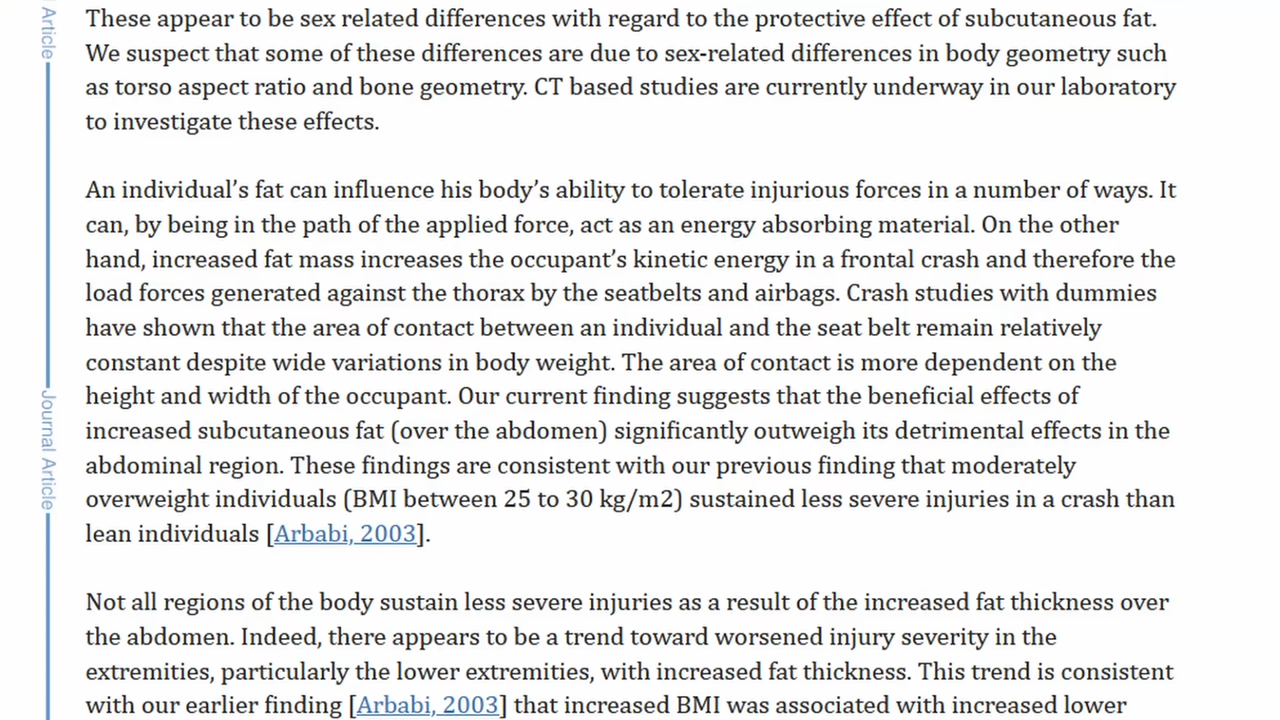 Article
Journal Article
These appear to be sex related differences with regard to the protective effect of subcutaneous fat.
We suspect that some of these differences are due to sex-related differences in body geometry such
as torso aspect ratio and bone geometry. CT based studies are currently underway in our laboratory
to investigate these effects.
An individual’s fat can influence his body’s ability to tolerate injurious forces in a number of ways. It
can, by being in the path of the applied force, act as an energy absorbing material. On the other
hand, increased fat mass increases the occupant’s kinetic energy in a frontal crash and therefore the
load forces generated against the thorax by the seatbelts and airbags. Crash studies with dummies
have shown that the area of contact between an individual and the seat belt remain relatively
constant despite wide variations in body weight. The area of contact is more dependent on the
height and width of the occupant. Our current finding suggests that the beneficial effects of
increased subcutaneous fat (over the abdomen) significantly outweigh its detrimental effects in the
abdominal region. These findings are consistent with our previous finding that moderately
overweight individuals (BMI between 25 to 30 kg/m2) sustained less severe injuries in a crash than
lean individuals [Arbabi, 2003].
Not all regions of the body sustain less severe injuries as a result of the increased fat thickness over
the abdomen. Indeed, there appears to be a trend toward worsened injury severity in the
extremities, particularly the lower extremities, with increased fat thickness. This trend is consistent
with our earlier finding [Arbabi, 2003] that increased BMI was associated with increased lower